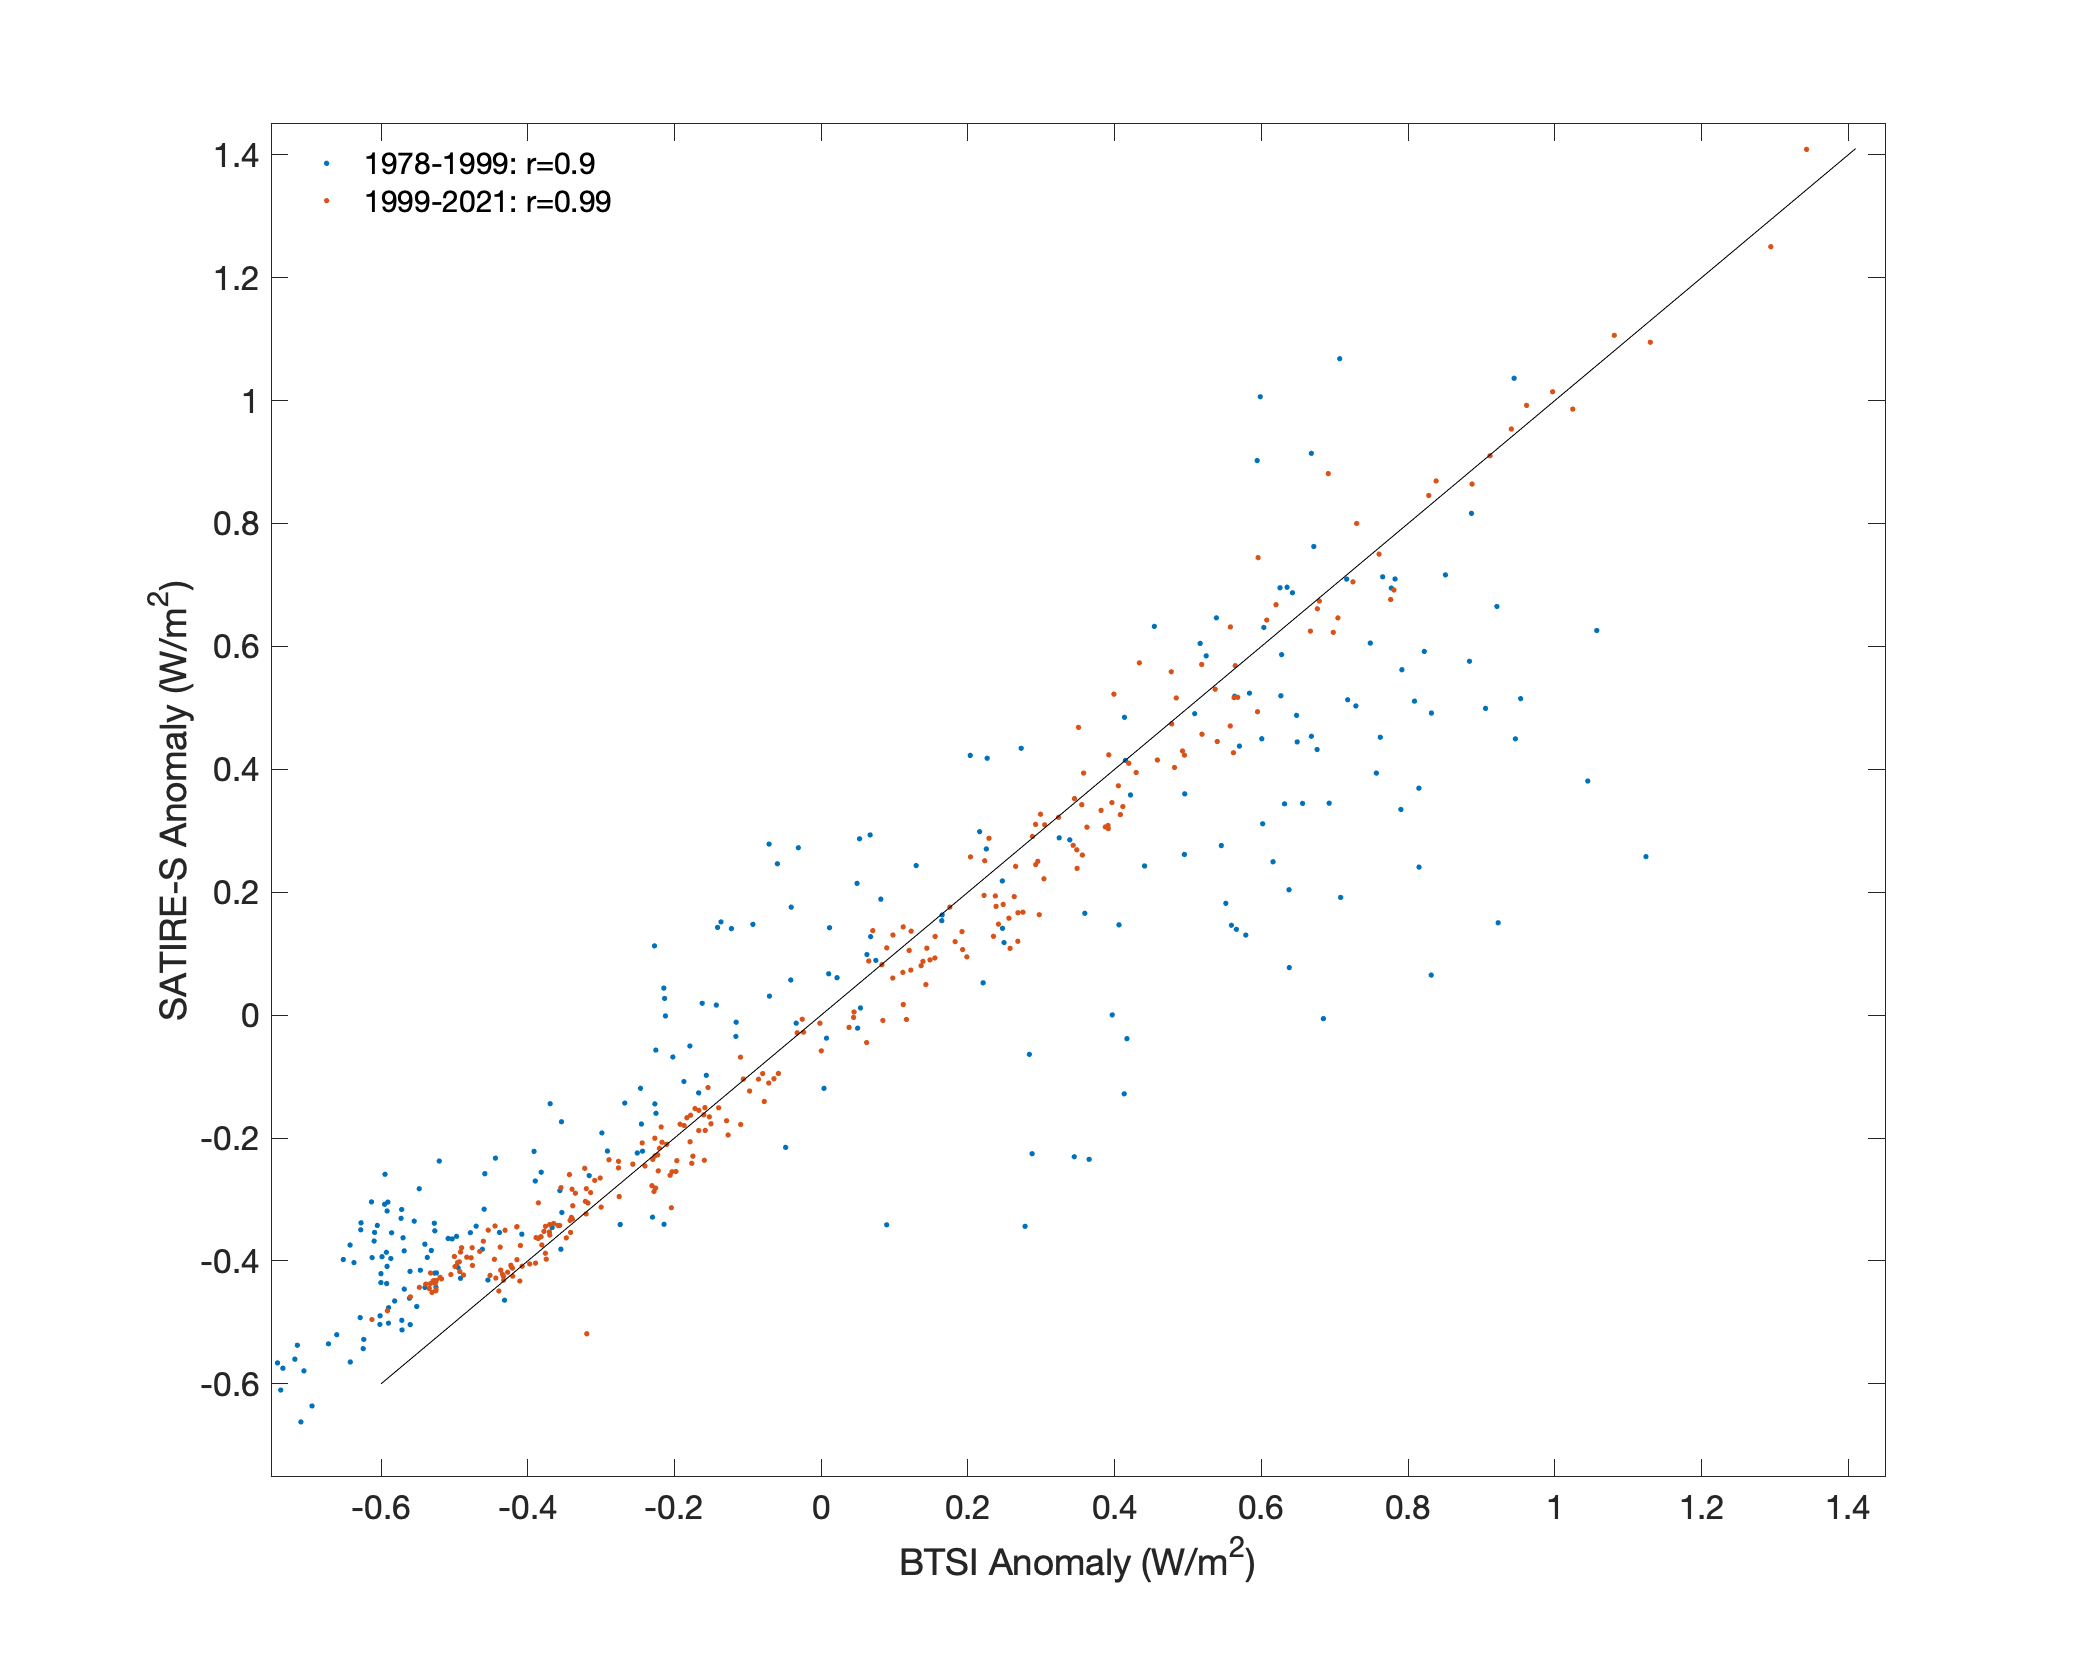 1978-1999: r=0.9
1999-2021: r=0.99
1.4
1.2
1
0.8
0.6
0.4
0.2
0
-0.2
-0.4
-0.6
SATIRE-S Anomaly (W/m²)
-0.6 -0.4 -0.2 0 0.2 0.4 0.6 0.8 1 1.2 1.4
BTSI Anomaly (W/m²)